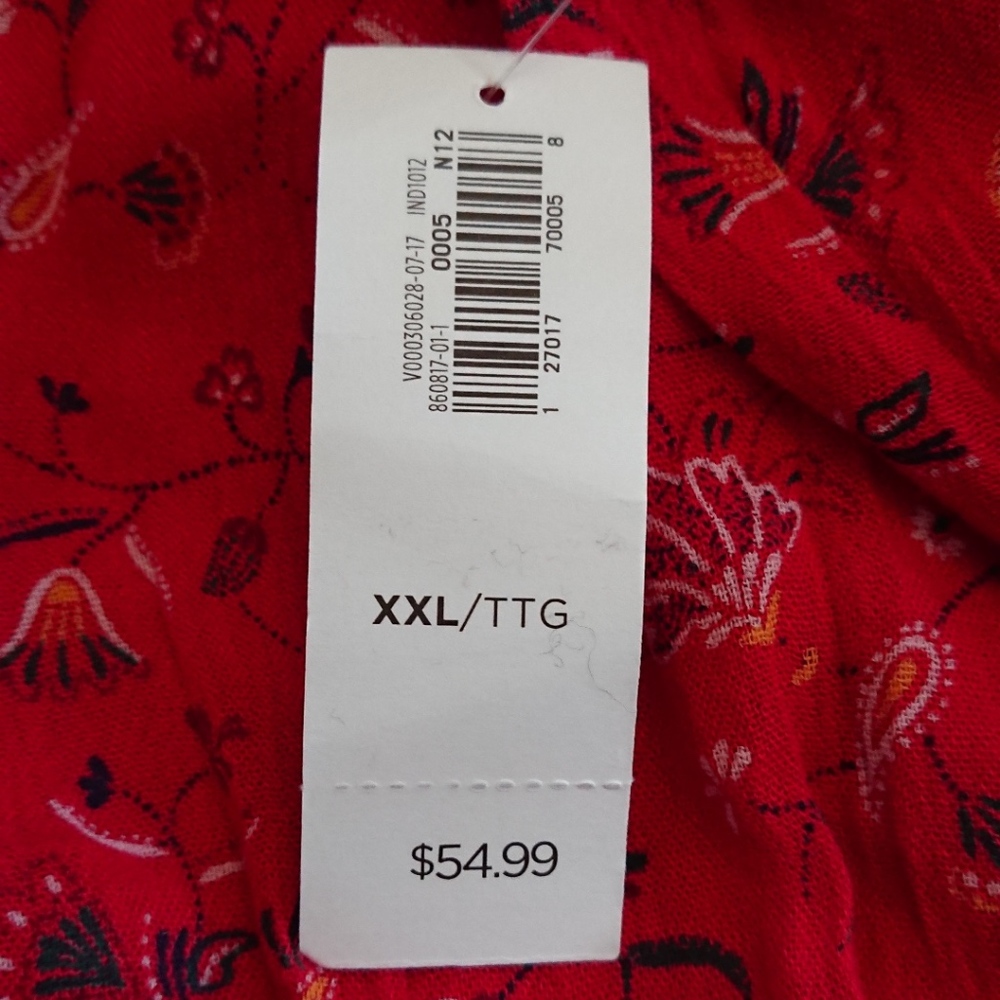 V000306028-07-17 IND1012
860817-01-1 0005 N12
1 27017 70005 8
XXL/TTG
$54.99